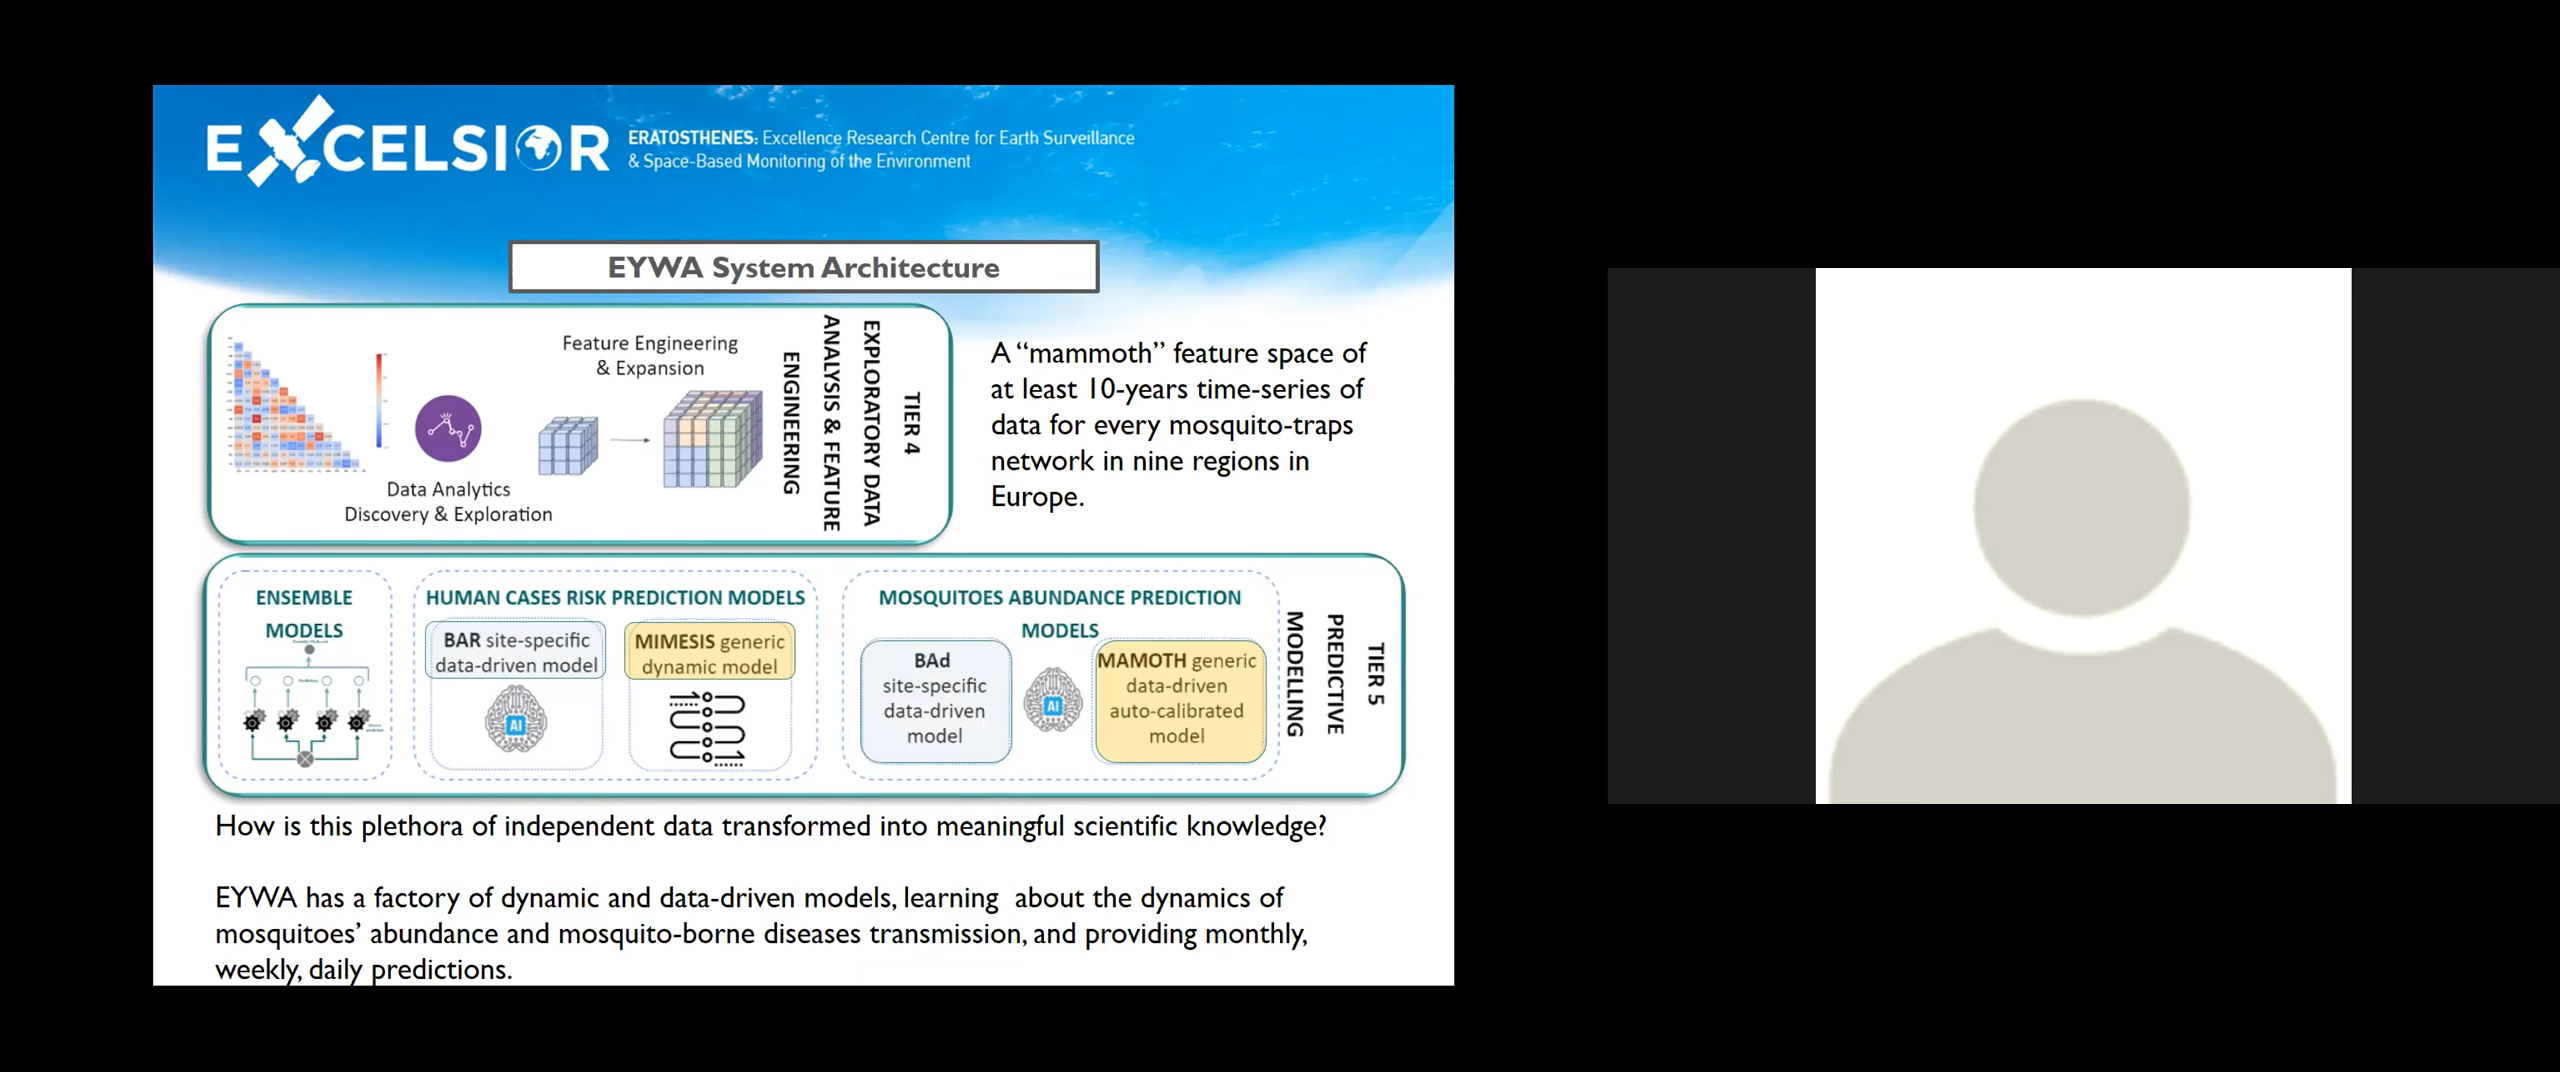 EXCELSIOR
ERATOSTHENES: Excellence Research Centre for Earth Surveillance
& Space-Based Monitoring of the Environment
EYWA System Architecture
Feature Engineering
& Expansion
Data Analytics
Discovery & Exploration
TIER 4
EXPLORATORY DATA
ANALYSIS & FEATURE
ENGINEERING
A “mammoth” feature space of
at least 10-years time-series of
data for every mosquito-traps
network in nine regions in
Europe.
ENSEMBLE
MODELS
HUMAN CASES RISK PREDICTION MODELS
BAR site-specific
data-driven model
AI
MIMESIS generic
dynamic model
MOSQUITOES ABUNDANCE PREDICTION
MODELS
BAd
site-specific
data-driven
model
AI
MAMOTH generic
data-driven
auto-calibrated
model
TIER 5
PREDICTIVE
MODELLING
How is this plethora of independent data transformed into meaningful scientific knowledge?
EYWA has a factory of dynamic and data-driven models, learning  about the dynamics of
mosquitoes’ abundance and mosquito-borne diseases transmission, and providing monthly,
weekly, daily predictions.